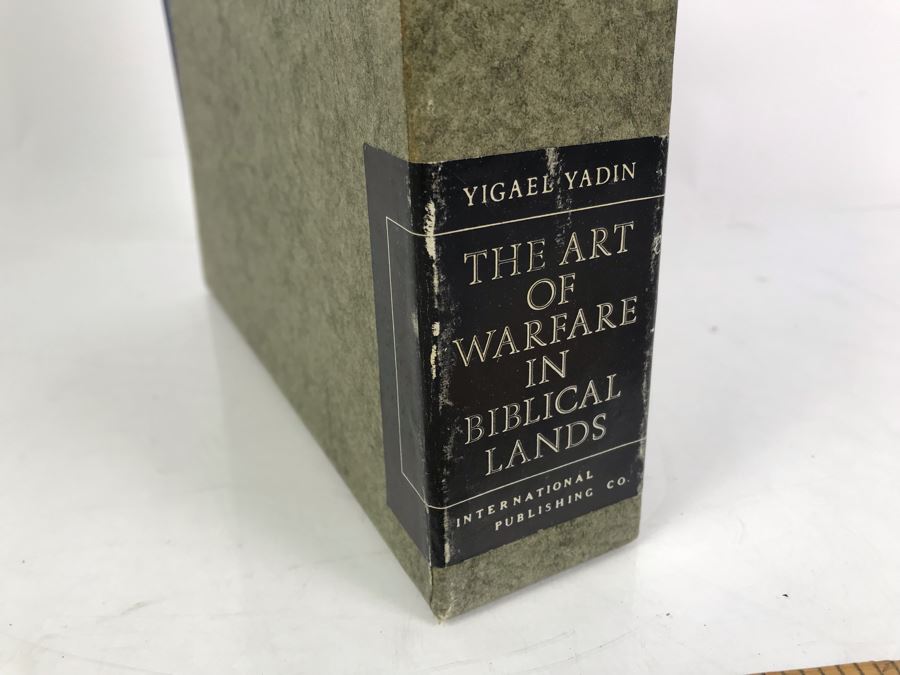 YIGAEL YADIN
THE ART
OF
WARFARE
IN
BIBLICAL
LANDS
INTERNATIONAL
PUBLISHING CO.